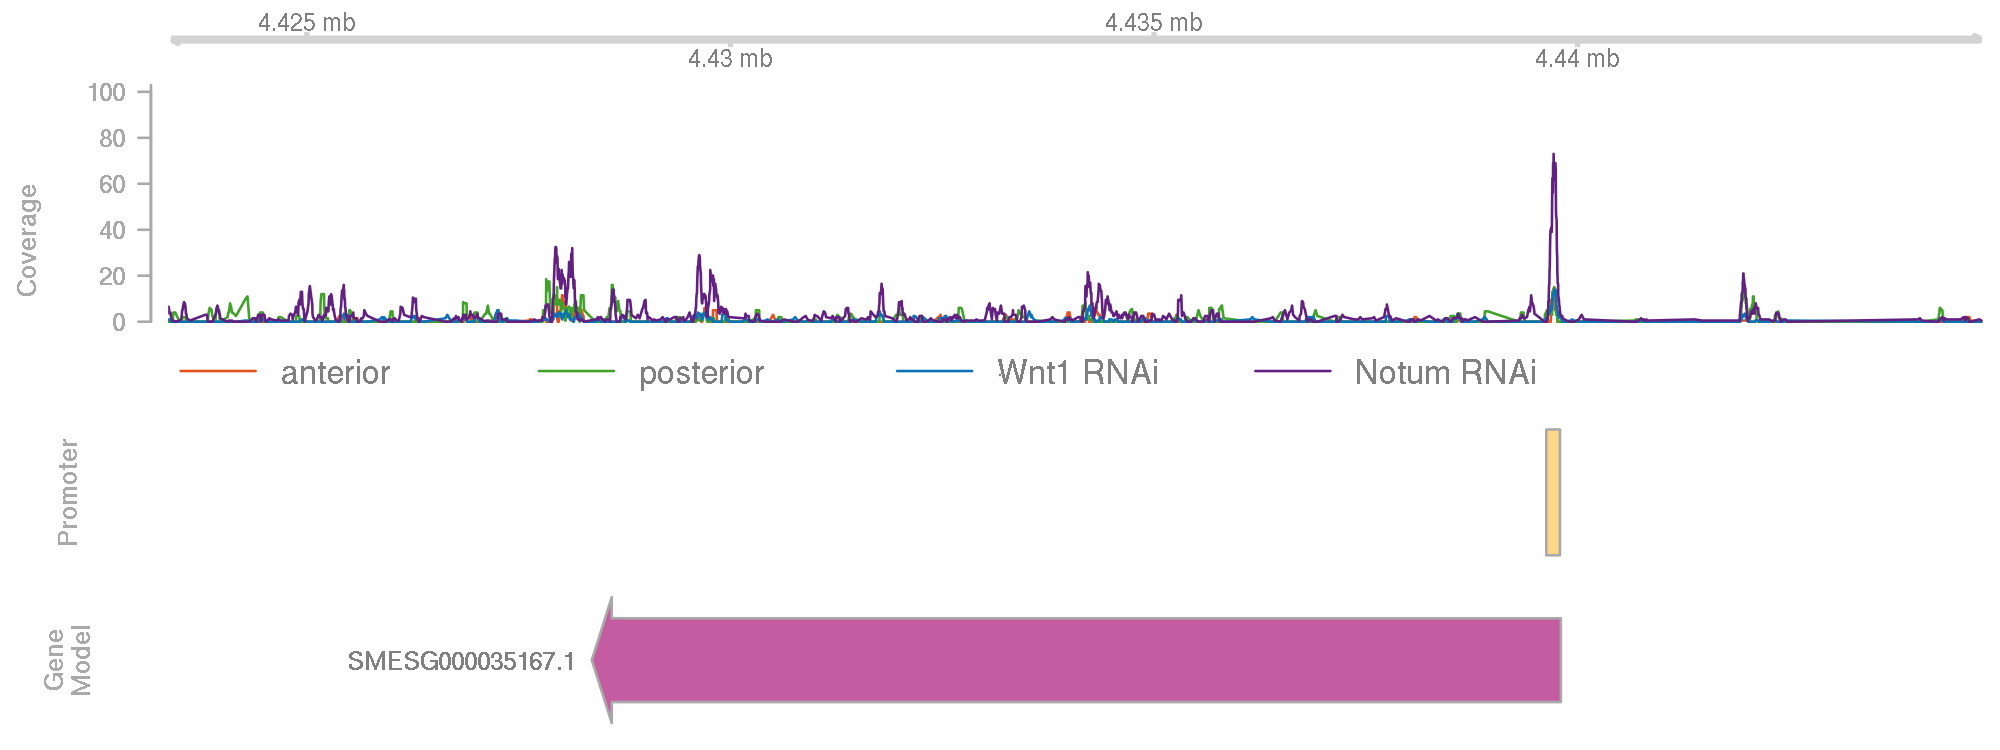 4.425 mb
4.435 mb
4.43 mb
4.44 mb
100
80
60
40
20
0
Coverage
anterior
posterior
Wnt1 RNAi
Notum RNAi
Promoter
Gene
Model
SMESG000035167.1